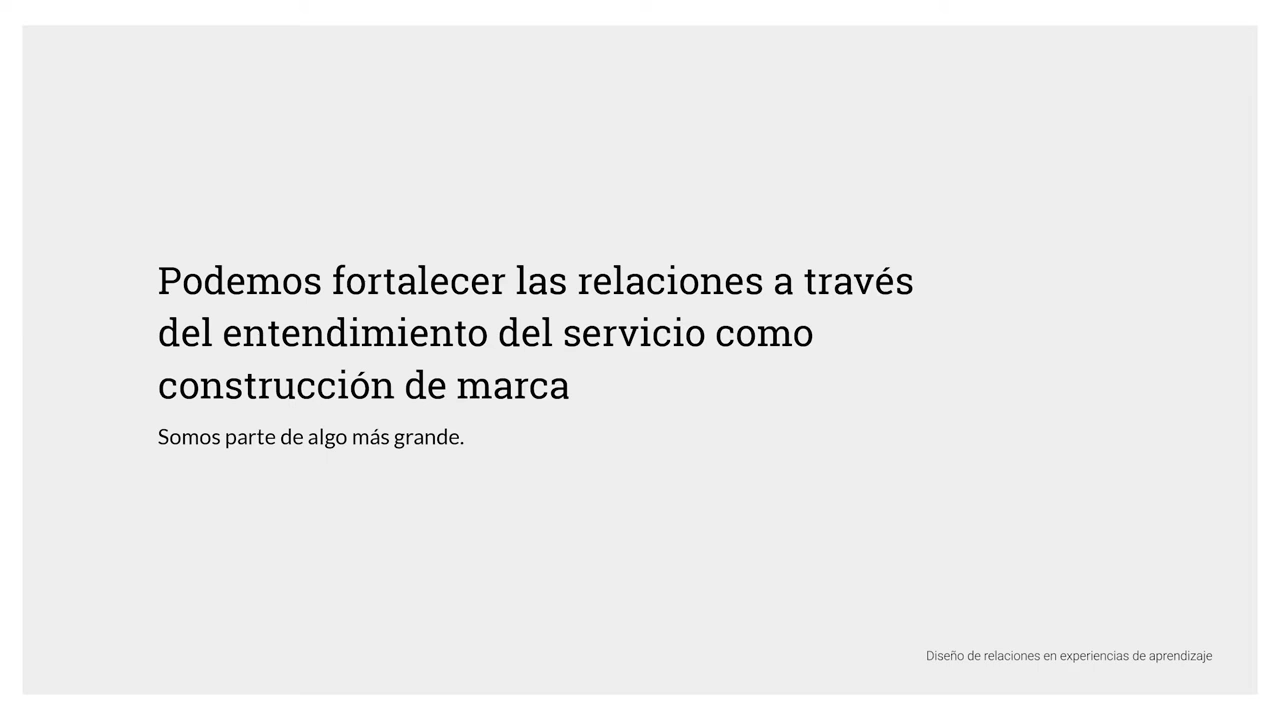 Podemos fortalecer las relaciones a través
del entendimiento del servicio como
construcción de marca
Somos parte de algo más grande.
Diseño de relaciones en experiencias de aprendizaje